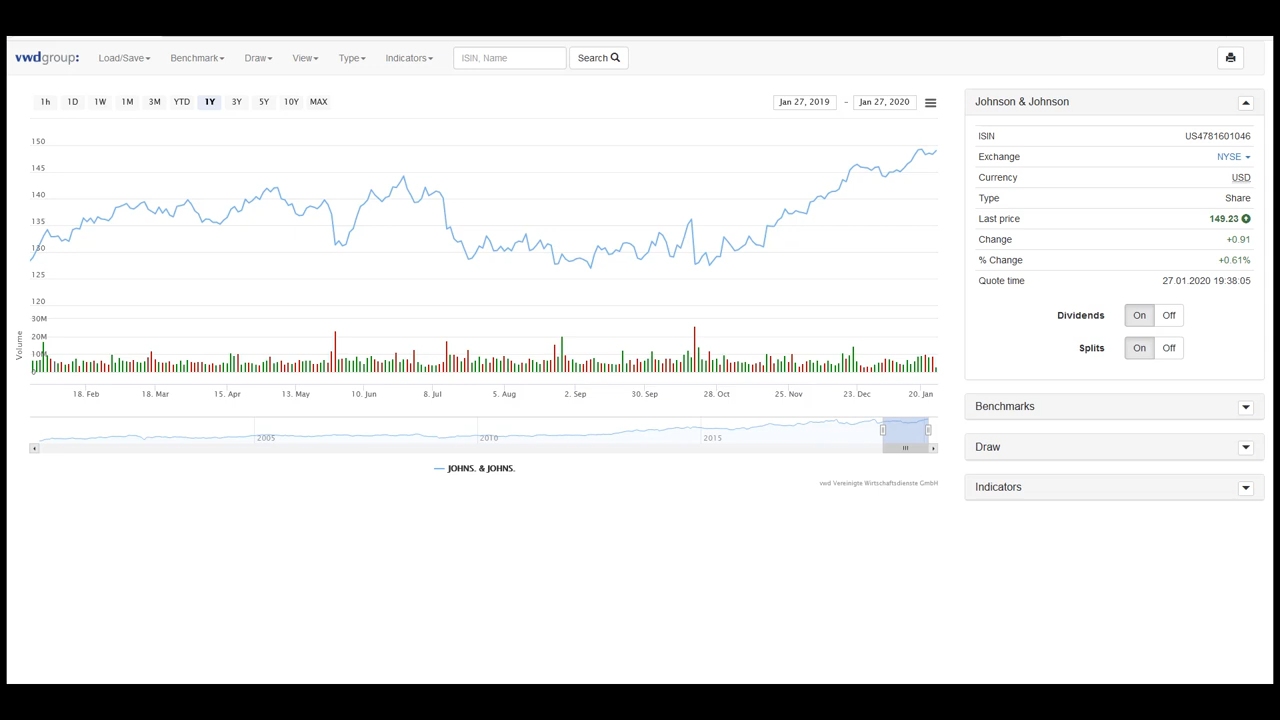 vwdgroup: Load/Save Benchmark Draw View Type Indicators ISIN, Name Search
1h 1D 1W 1M 3M YTD 1Y 3Y 5Y 10Y MAX Jan 27, 2019 – Jan 27, 2020
150
145
140
135
130
125
120
30M
20M
10M
0
Volume
18. Feb 18. Mar 15. Apr 13. May 10. Jun 8. Jul 5. Aug 2. Sep 30. Sep 28. Oct 25. Nov 23. Dec 20. Jan
2005 2010 2015
JOHNS. & JOHNS.
vwd Vereinigte Wirtschaftsdienste GmbH
Johnson & Johnson
ISIN US4781601046
Exchange NYSE
Currency USD
Type Share
Last price 149.23
Change +0.91
% Change +0.61%
Quote time 27.01.2020 19:38:05
Dividends On Off
Splits On Off
Benchmarks
Draw
Indicators